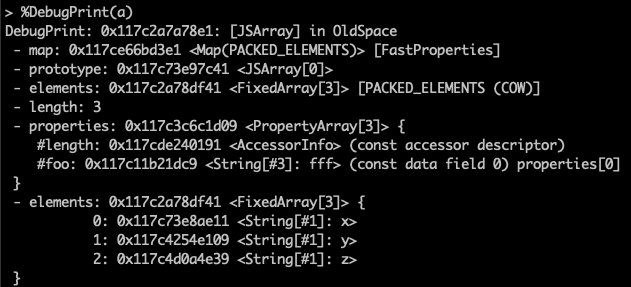 > %DebugPrint(a)
DebugPrint: 0x117c2a7a78e1: [JSArray] in OldSpace
- map: 0x117ce66bd3e1 <Map(PACKED_ELEMENTS)> [FastProperties]
- prototype: 0x117c73e97c41 <JSArray[0]>
- elements: 0x117c2a78df41 <FixedArray[3]> [PACKED_ELEMENTS (COW)]
- length: 3
- properties: 0x117c3c6c1d09 <PropertyArray[3]> {
#length: 0x117cde240191 <AccessorInfo> (const accessor descriptor)
#foo: 0x117c11b21dc9 <String[#3]: fff> (const data field 0) properties[0]
}
- elements: 0x117c2a78df41 <FixedArray[3]> {
0: 0x117c73e8ae11 <String[#1]: x>
1: 0x117c4254e109 <String[#1]: y>
2: 0x117c4d0a4e39 <String[#1]: z>
}